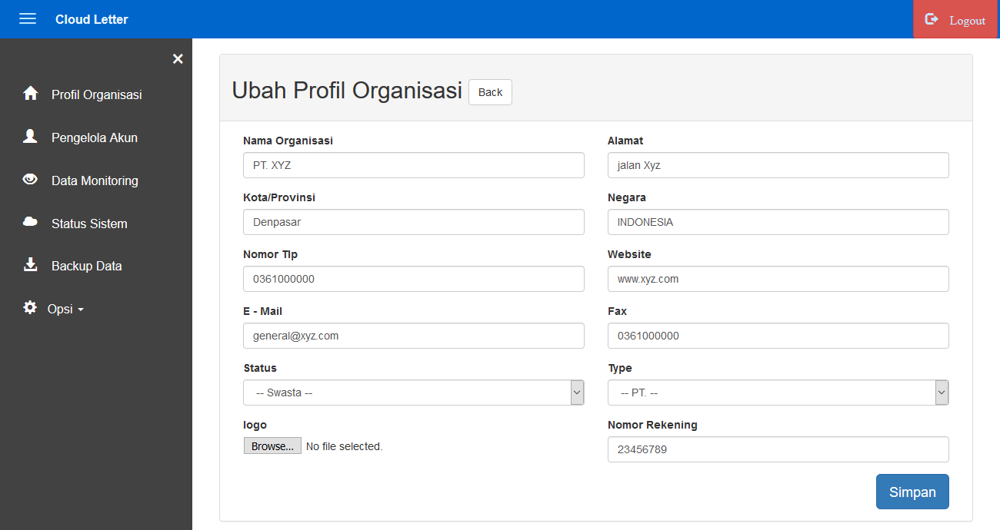 Cloud Letter
Logout
×
Profil Organisasi
Pengelola Akun
Data Monitoring
Status Sistem
Backup Data
Opsi
Ubah Profil Organisasi Back
Nama Organisasi
PT. XYZ
Alamat
jalan Xyz
Kota/Provinsi
Denpasar
Negara
INDONESIA
Nomor Tlp
0361000000
Website
www.xyz.com
E - Mail
general@xyz.com
Fax
0361000000
Status
-- Swasta --
Type
-- PT. --
logo
Browse... No file selected.
Nomor Rekening
23456789
Simpan